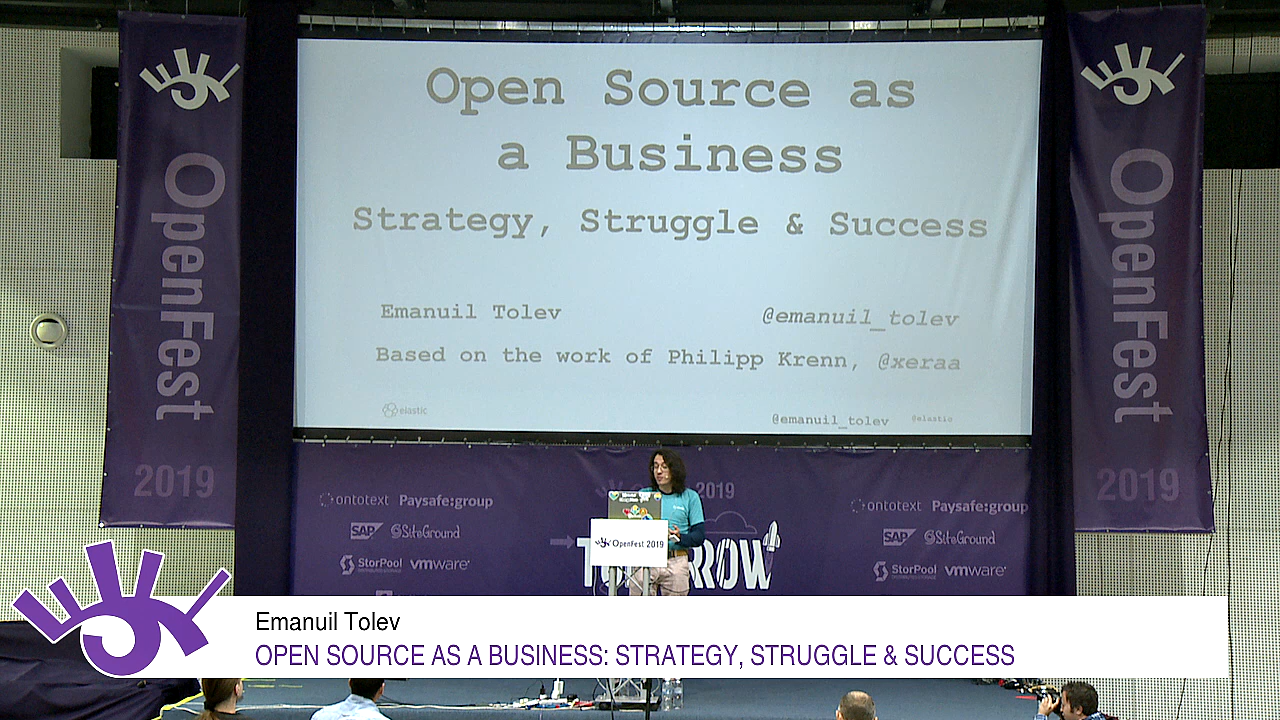 Open Source as
a Business
Strategy, Struggle & Success
Emanuil Tolev @emanuil_tolev
Based on the work of Philipp Krenn, @xeraa
elastic @emanuil_tolev @elastic
OpenFest
2019
OpenFest
2019
2019
ontotext Paysafe:group
SAP SiteGround
StorPool vmware
ontotext Paysafe:group
SAP SiteGround
StorPool vmware
OpenFest 2019
Emanuil Tolev
OPEN SOURCE AS A BUSINESS: STRATEGY, STRUGGLE & SUCCESS